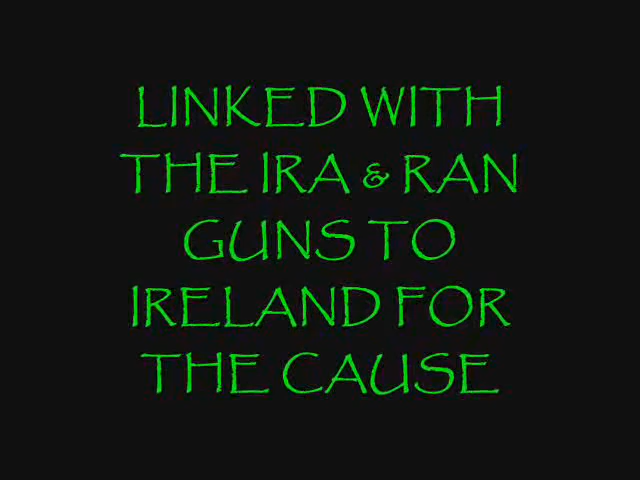 LINKED WITH
THE IRA & RAN
GUNS TO
IRELAND FOR
THE CAUSE